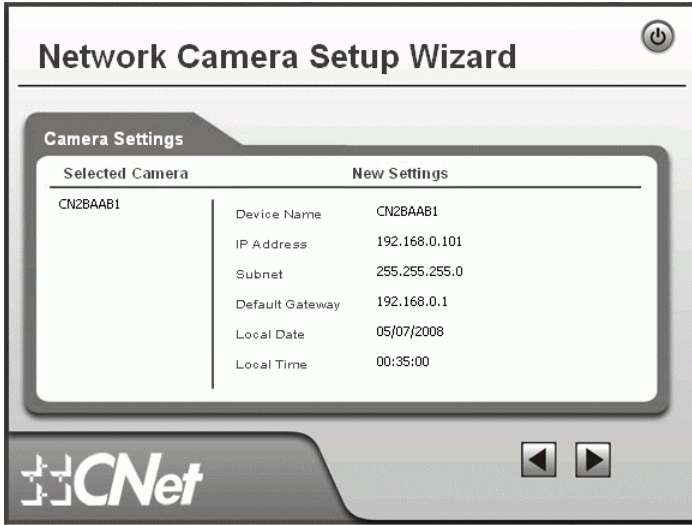 Network Camera Setup Wizard
Camera Settings
Selected Camera New Settings
CN2BAAB1
Device Name CN2BAAB1
IP Address 192.168.0.101
Subnet 255.255.255.0
Default Gateway 192.168.0.1
Local Date 05/07/2008
Local Time 00:35:00
CNet